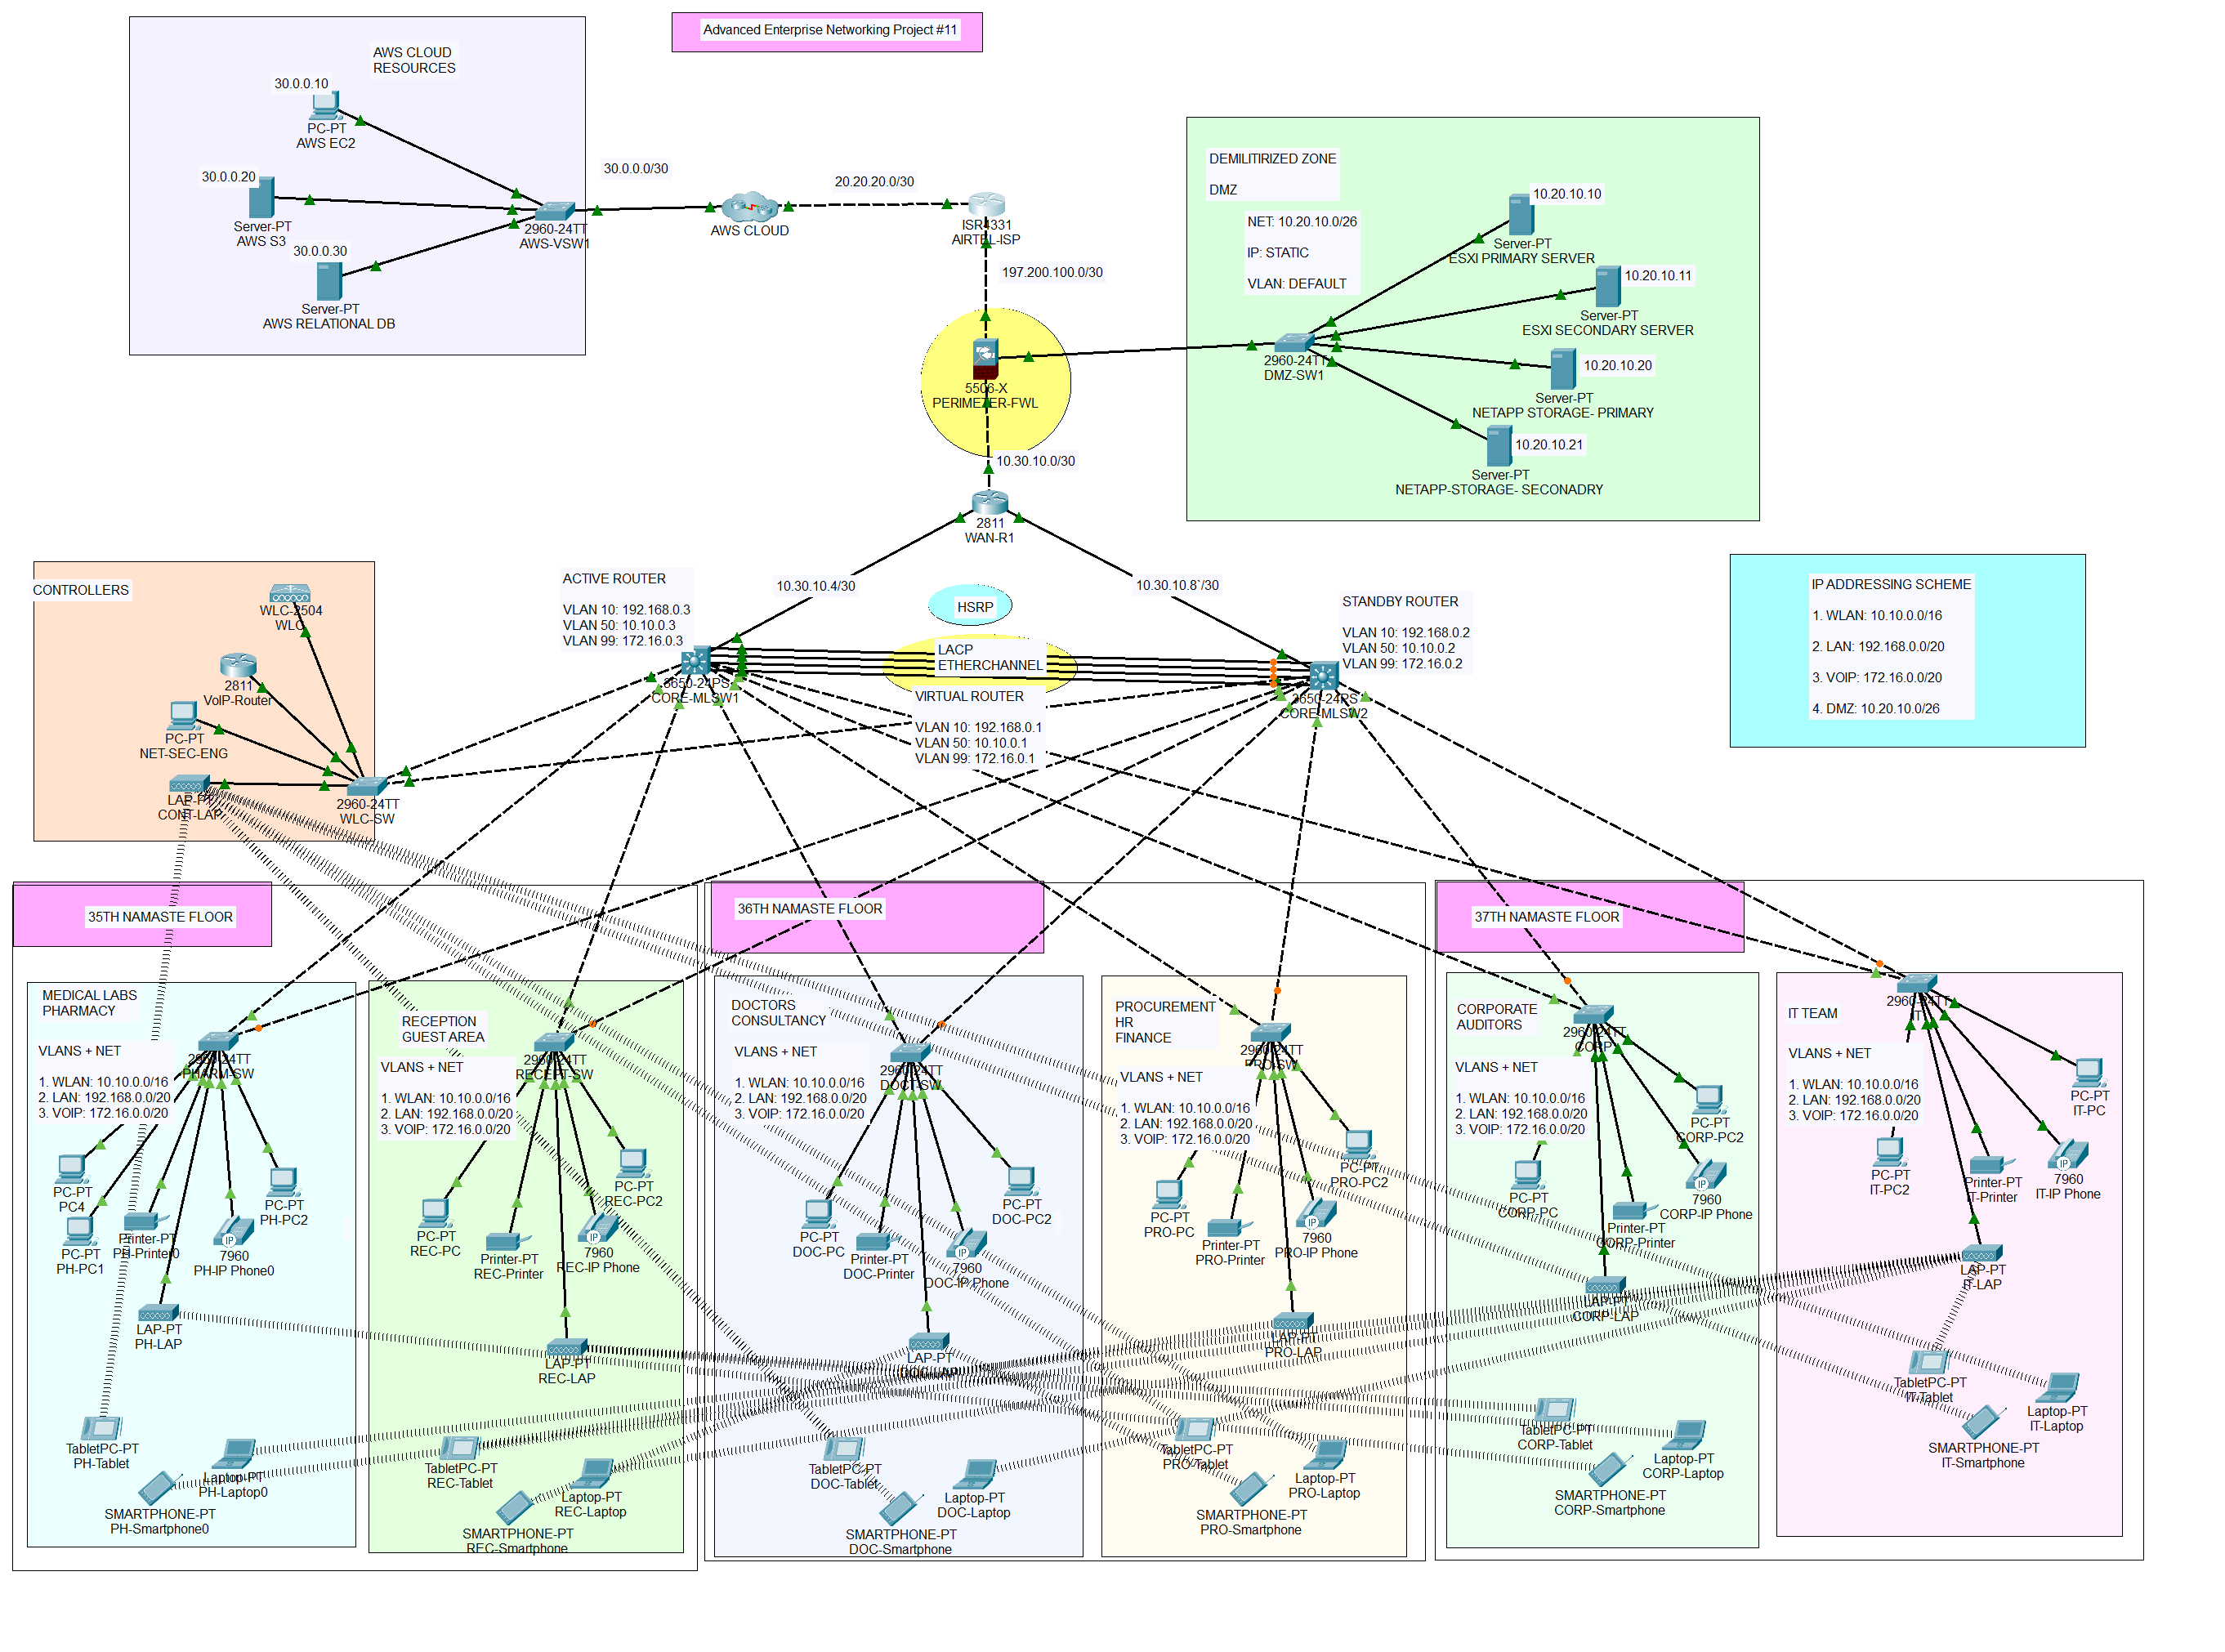 Advanced Enterprise Networking Project #11
AWS CLOUD
RESOURCES
30.0.0.10
PC-PT
AWS EC2
30.0.0.20
Server-PT
AWS S3
30.0.0.30
Server-PT
AWS RELATIONAL DB
2960-24TT
AWS-VSW1
30.0.0.0/30
AWS CLOUD
20.20.20.0/30
ISR4331
AIRTEL-ISP
197.200.100.0/30
5506-X
PERIMETER-FWL
10.30.10.0/30
2811
WAN-R1
DEMILITIRIZED ZONE
DMZ
NET: 10.20.10.0/26
IP: STATIC
VLAN: DEFAULT
2960-24TT
DMZ-SW1
10.20.10.10
Server-PT
ESXI PRIMARY SERVER
10.20.10.11
Server-PT
ESXI SECONDARY SERVER
10.20.10.20
Server-PT
NETAPP STORAGE- PRIMARY
10.20.10.21
Server-PT
NETAPP-STORAGE- SECONADRY
CONTROLLERS
WLC-2504
WLC
2811
VoIP-Router
PC-PT
NET-SEC-ENG
LAP-PT
CONT-LAP
2960-24TT
WLC-SW
ACTIVE ROUTER
VLAN 10: 192.168.0.3
VLAN 50: 10.10.0.3
VLAN 99: 172.16.0.3
10.30.10.4/30
3650-24PS
CORE-MLSW1
HSRP
LACP
ETHERCHANNEL
VIRTUAL ROUTER
VLAN 10: 192.168.0.1
VLAN 50: 10.10.0.1
VLAN 99: 172.16.0.1
10.30.10.8`/30
STANDBY ROUTER
VLAN 10: 192.168.0.2
VLAN 50: 10.10.0.2
VLAN 99: 172.16.0.2
3650-24PS
CORE-MLSW2
IP ADDRESSING SCHEME
1. WLAN: 10.10.0.0/16
2. LAN: 192.168.0.0/20
3. VOIP: 172.16.0.0/20
4. DMZ: 10.20.10.0/26
35TH NAMASTE FLOOR
36TH NAMASTE FLOOR
37TH NAMASTE FLOOR
MEDICAL LABS
PHARMACY
VLANS + NET
1. WLAN: 10.10.0.0/16
2. LAN: 192.168.0.0/20
3. VOIP: 172.16.0.0/20
2960-24TT
PHARM-SW
PC-PT
PC4
PC-PT
PH-PC1
Printer-PT
PH-Printer0
7960
PH-IP Phone0
PC-PT
PH-PC2
LAP-PT
PH-LAP
TabletPC-PT
PH-Tablet
Laptop-PT
PH-Laptop0
SMARTPHONE-PT
PH-Smartphone0
RECEPTION
GUEST AREA
VLANS + NET
1. WLAN: 10.10.0.0/16
2. LAN: 192.168.0.0/20
3. VOIP: 172.16.0.0/20
2960-24TT
RECEPT-SW
PC-PT
REC-PC
Printer-PT
REC-Printer
7960
REC-IP Phone
PC-PT
REC-PC2
LAP-PT
REC-LAP
TabletPC-PT
REC-Tablet
Laptop-PT
REC-Laptop
SMARTPHONE-PT
REC-Smartphone
DOCTORS
CONSULTANCY
VLANS + NET
1. WLAN: 10.10.0.0/16
2. LAN: 192.168.0.0/20
3. VOIP: 172.16.0.0/20
2960-24TT
DOCT-SW
PC-PT
DOC-PC
Printer-PT
DOC-Printer
7960
DOC-IP Phone
PC-PT
DOC-PC2
LAP-PT
DOC-LAP
TabletPC-PT
DOC-Tablet
Laptop-PT
DOC-Laptop
SMARTPHONE-PT
DOC-Smartphone
PROCUREMENT
HR
FINANCE
VLANS + NET
1. WLAN: 10.10.0.0/16
2. LAN: 192.168.0.0/20
3. VOIP: 172.16.0.0/20
2960-24TT
PRO-SW
PC-PT
PRO-PC
Printer-PT
PRO-Printer
7960
PRO-IP Phone
PC-PT
PRO-PC2
LAP-PT
PRO-LAP
TabletPC-PT
PRO-Tablet
Laptop-PT
PRO-Laptop
SMARTPHONE-PT
PRO-Smartphone
CORPORATE
AUDITORS
VLANS + NET
1. WLAN: 10.10.0.0/16
2. LAN: 192.168.0.0/20
3. VOIP: 172.16.0.0/20
2960-24TT
CORP
PC-PT
CORP-PC
Printer-PT
CORP-Printer
7960
CORP-IP Phone
PC-PT
CORP-PC2
LAP-PT
CORP-LAP
TabletPC-PT
CORP-Tablet
Laptop-PT
CORP-Laptop
SMARTPHONE-PT
CORP-Smartphone
IT TEAM
VLANS + NET
1. WLAN: 10.10.0.0/16
2. LAN: 192.168.0.0/20
3. VOIP: 172.16.0.0/20
2960-24TT
IT
PC-PT
IT-PC2
Printer-PT
IT-Printer
7960
IT-IP Phone
PC-PT
IT-PC
LAP-PT
IT-LAP
TabletPC-PT
IT-Tablet
Laptop-PT
IT-Laptop
SMARTPHONE-PT
IT-Smartphone